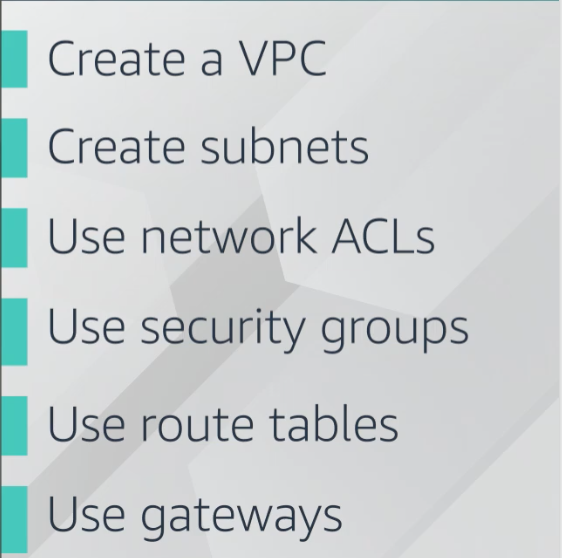 Create a VPC
Create subnets
Use network ACLs
Use security groups
Use route tables
Use gateways